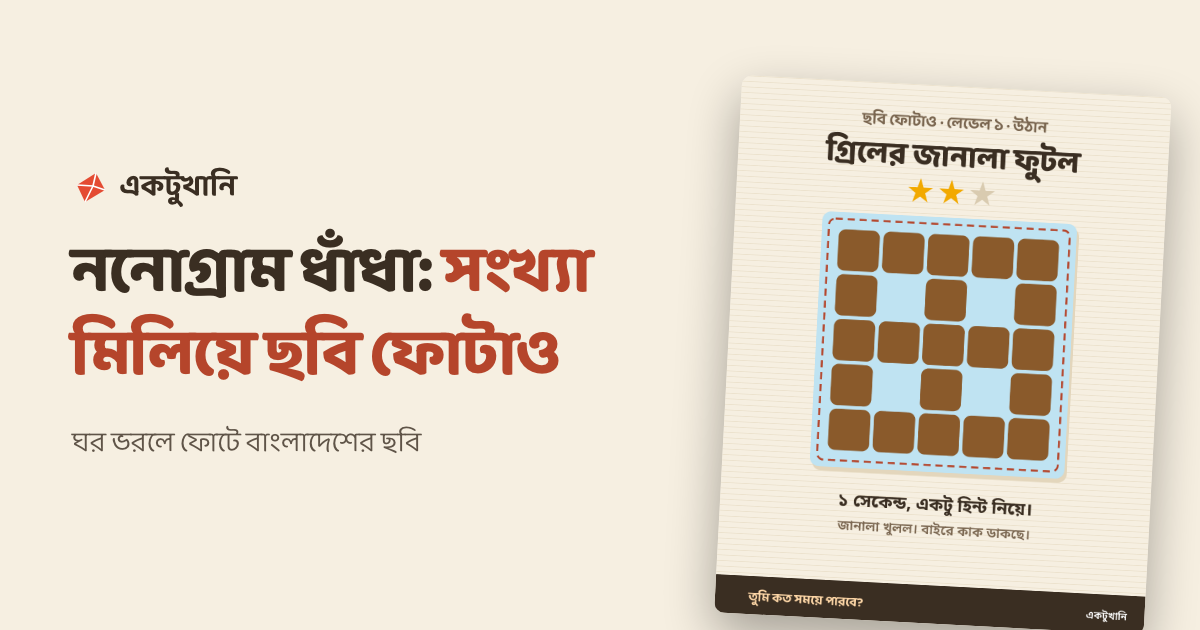 একটুখানি
ননোগ্রাম ধাঁধা: সংখ্যা
মিলিয়ে ছবি ফোটাও
ঘর ভরলে ফোটে বাংলাদেশের ছবি
ছবি ফোটাও · লেভেল ১ · উঠান
গ্রিলের জানালা ফুটল
১ সেকেন্ড, একটু হিন্ট নিয়ে।
জানালা খুলল। বাইরে কাক ডাকছে।
তুমি কত সময়ে পারবে?
একটুখানি